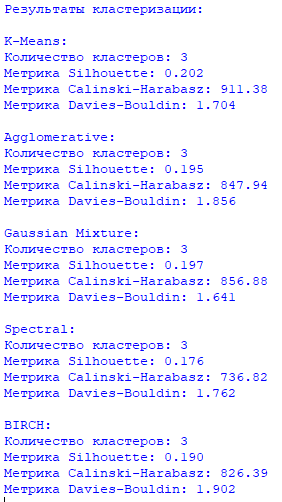 Результаты кластеризации:
K-Means:
Количество кластеров: 3
Метрика Silhouette: 0.202
Метрика Calinski-Harabasz: 911.38
Метрика Davies-Bouldin: 1.704
Agglomerative:
Количество кластеров: 3
Метрика Silhouette: 0.195
Метрика Calinski-Harabasz: 847.94
Метрика Davies-Bouldin: 1.856
Gaussian Mixture:
Количество кластеров: 3
Метрика Silhouette: 0.197
Метрика Calinski-Harabasz: 856.88
Метрика Davies-Bouldin: 1.641
Spectral:
Количество кластеров: 3
Метрика Silhouette: 0.176
Метрика Calinski-Harabasz: 736.82
Метрика Davies-Bouldin: 1.762
BIRCH:
Количество кластеров: 3
Метрика Silhouette: 0.190
Метрика Calinski-Harabasz: 826.39
Метрика Davies-Bouldin: 1.902